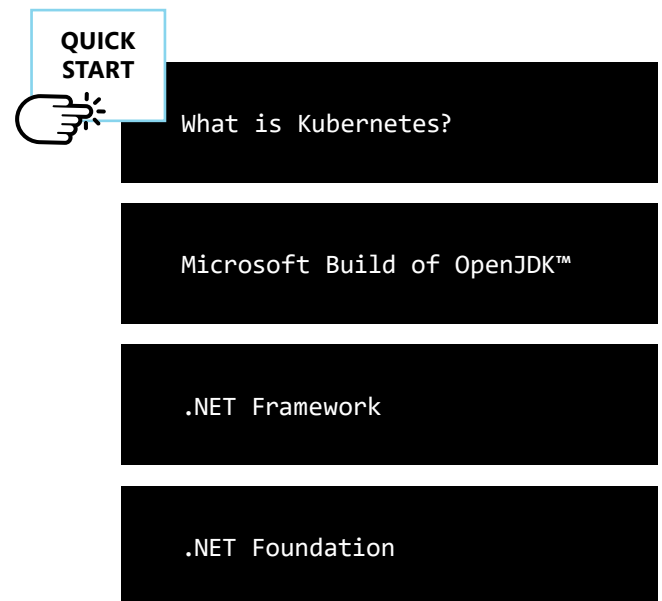 QUICK
START
What is Kubernetes?
Microsoft Build of OpenJDK™
.NET Framework
.NET Foundation